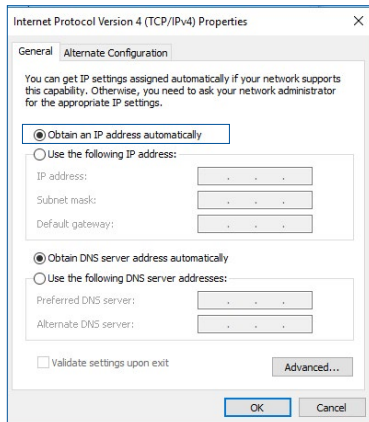 Internet Protocol Version 4 (TCP/IPv4) Properties
General
Alternate Configuration
You can get IP settings assigned automatically if your network supports
this capability. Otherwise, you need to ask your network administrator
for the appropriate IP settings.
Obtain an IP address automatically
Use the following IP address:
IP address:
Subnet mask:
Default gateway:
Obtain DNS server address automatically
Use the following DNS server addresses:
Preferred DNS server:
Alternate DNS server:
Validate settings upon exit
Advanced...
OK
Cancel